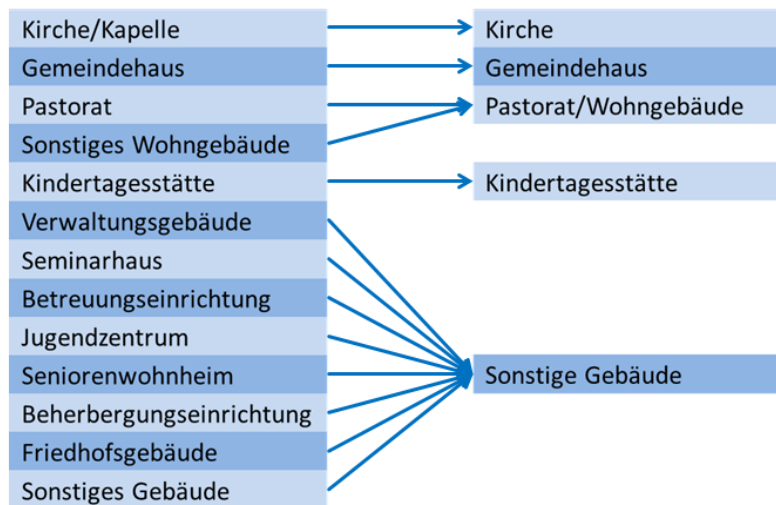 Kirche/Kapelle
Gemeindehaus
Pastorat
Sonstiges Wohngebäude
Kindertagesstätte
Verwaltungsgebäude
Seminarhaus
Betreuungseinrichtung
Jugendzentrum
Seniorenwohnheim
Beherbergungseinrichtung
Friedhofsgebäude
Sonstiges Gebäude
Kirche
Gemeindehaus
Pastorat/Wohngebäude
Kindertagesstätte
Sonstige Gebäude